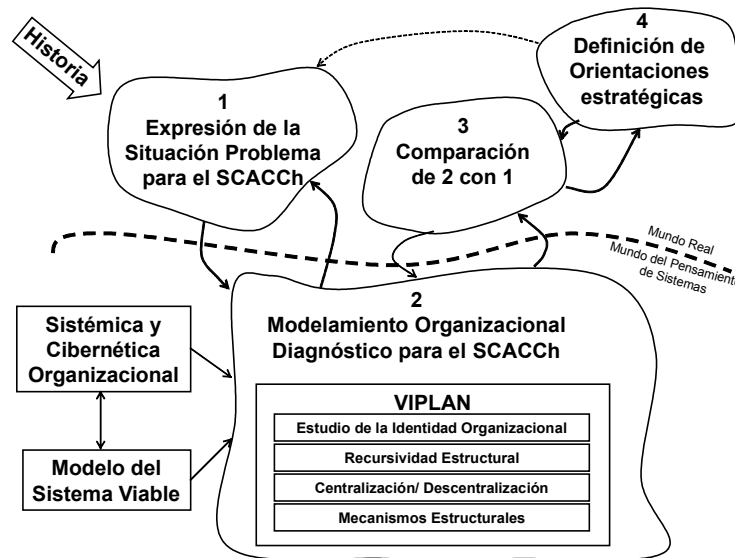 Historia
1
Expresión de la
Situación Problema
para el SCACCh
4
Definición de
Orientaciones
estratégicas
3
Comparación
de 2 con 1
Mundo Real
Mundo del Pensamiento
de Sistemas
2
Modelamiento Organizacional
Diagnóstico para el SCACCh
Sistémica y
Cibernética
Organizacional
Modelo del
Sistema Viable
VIPLAN
Estudio de la Identidad Organizacional
Recursividad Estructural
Centralización/ Descentralización
Mecanismos Estructurales